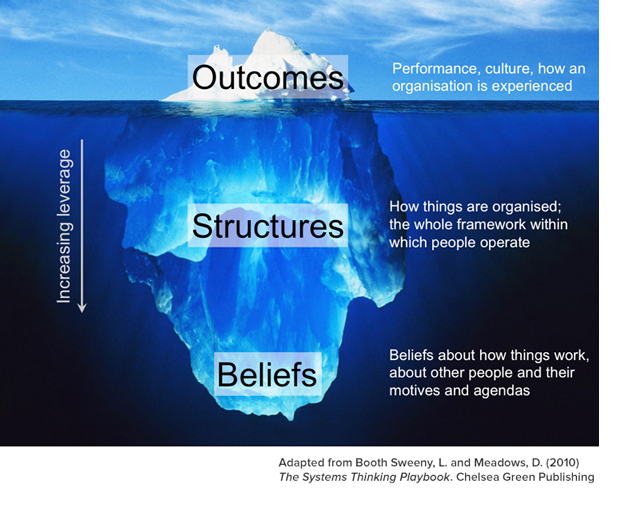 Outcomes
Performance, culture, how an
organisation is experienced
Increasing leverage
Structures
How things are organised;
the whole framework within
which people operate
Beliefs
Beliefs about how things work,
about other people and their
motives and agendas
Adapted from Booth Sweeny, L. and Meadows, D. (2010)
The Systems Thinking Playbook. Chelsea Green Publishing